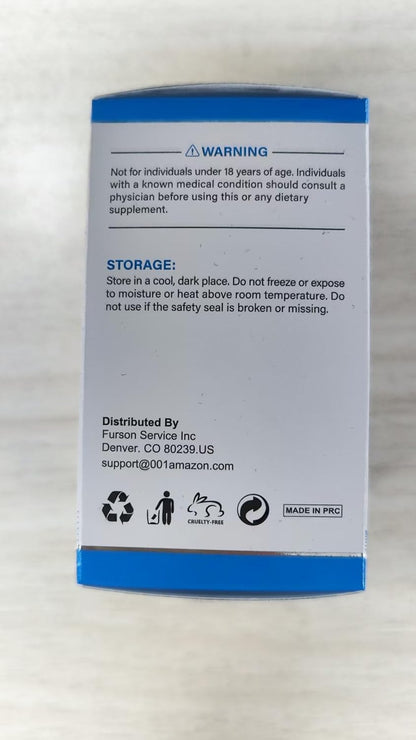 WARNING
Not for individuals under 18 years of age. Individuals
with a known medical condition should consult a
physician before using this or any dietary
supplement.
STORAGE:
Store in a cool, dark place. Do not freeze or expose
to moisture or heat above room temperature. Do
not use if the safety seal is broken or missing.
Distributed By
Furson Service Inc
Denver. CO 80239.US
support@001amazon.com
CRUELTY-FREE
MADE IN PRC